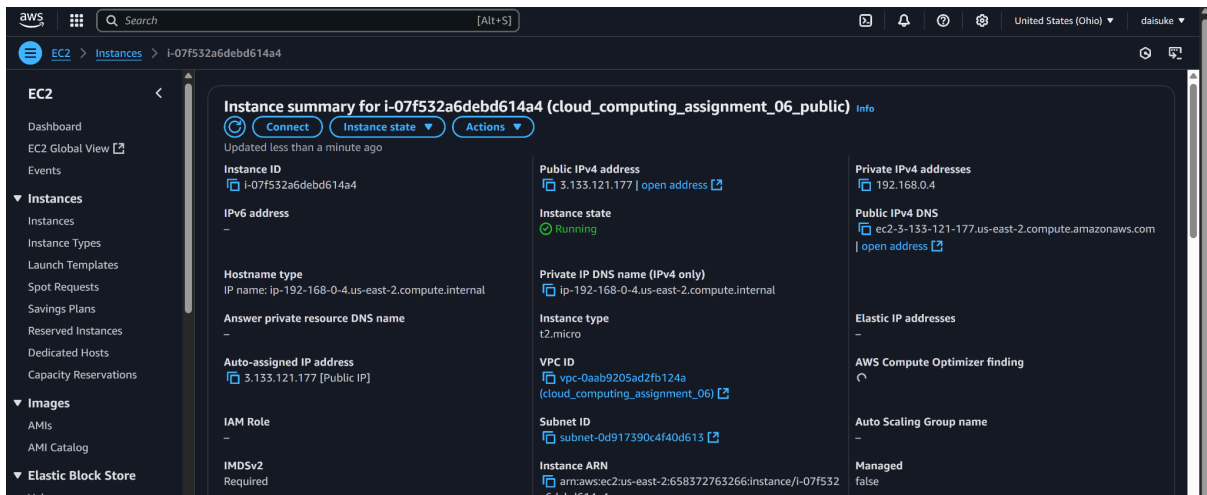 aws
Search [Alt+S]
United States (Ohio) ▼ daisuke ▼
EC2 > Instances > i-07f532a6debd614a4
EC2
Dashboard
EC2 Global View
Events
▼ Instances
Instances
Instance Types
Launch Templates
Spot Requests
Savings Plans
Reserved Instances
Dedicated Hosts
Capacity Reservations
▼ Images
AMIs
AMI Catalog
▼ Elastic Block Store
Instance summary for i-07f532a6debd614a4 (cloud_computing_assignment_06_public) Info
Connect Instance state ▼ Actions ▼
Updated less than a minute ago
Instance ID
i-07f532a6debd614a4
Public IPv4 address
3.133.121.177 | open address
Private IPv4 addresses
192.168.0.4
IPv6 address
–
Instance state
Running
Public IPv4 DNS
ec2-3-133-121-177.us-east-2.compute.amazonaws.com
| open address
Hostname type
IP name: ip-192-168-0-4.us-east-2.compute.internal
Private IP DNS name (IPv4 only)
ip-192-168-0-4.us-east-2.compute.internal
Answer private resource DNS name
–
Instance type
t2.micro
Elastic IP addresses
–
Auto-assigned IP address
3.133.121.177 [Public IP]
VPC ID
vpc-0aab9205ad2fb124a
(cloud_computing_assignment_06)
AWS Compute Optimizer finding
IAM Role
–
Subnet ID
subnet-0d917390c4f40d613
Auto Scaling Group name
–
IMDSv2
Required
Instance ARN
arn:aws:ec2:us-east-2:658372763266:instance/i-07f532
Managed
false